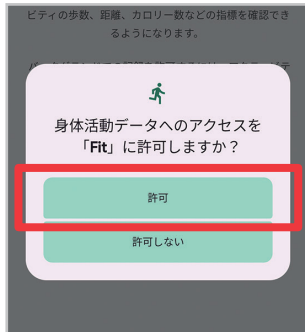 ビティの歩数、距離、カロリー数などの指標を確認でき
るようになります。
身体活動データへのアクセスを
「Fit」に許可しますか？
許可
許可しない